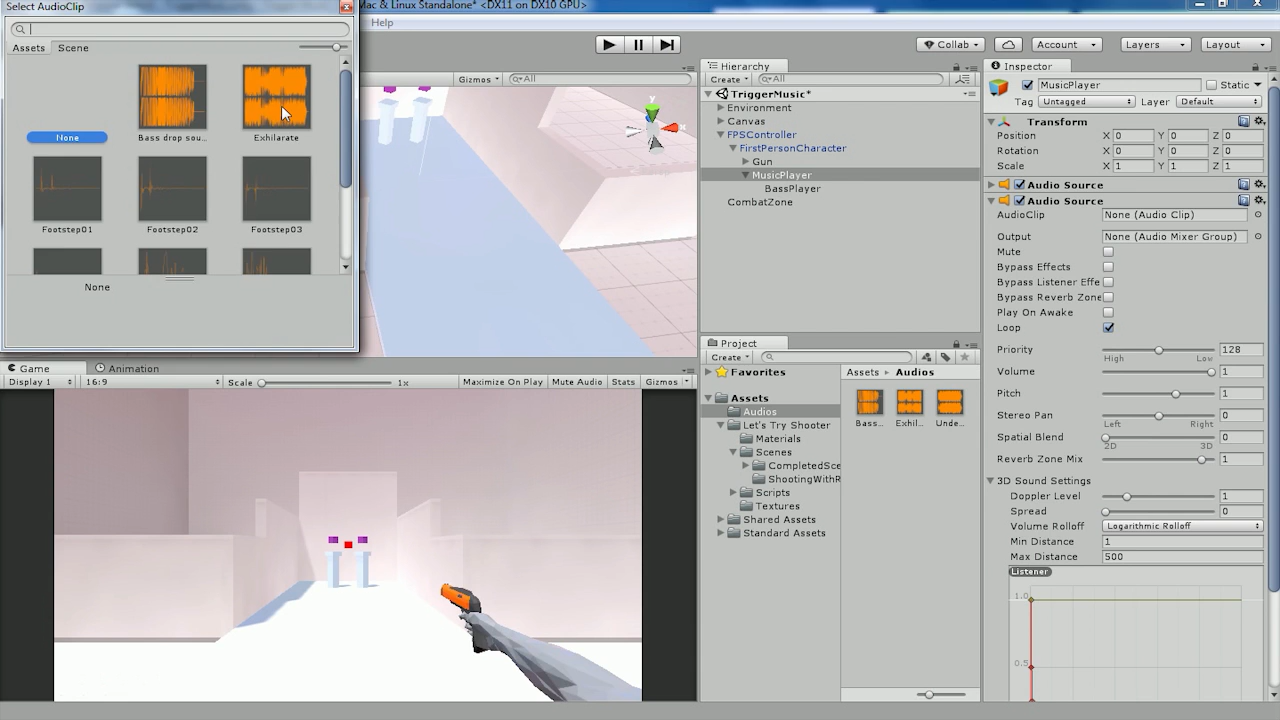 Select AudioClip
Mac & Linux Standalone* <DX11 on DX10 GPU>
Help
Assets Scene
None
Bass drop sou...
Exhilarate
Footstep01
Footstep02
Footstep03
None
Gizmos
All
Collab
Account
Layers
Layout
Hierarchy
Create
All
TriggerMusic*
Environment
Canvas
FPSController
FirstPersonCharacter
Gun
MusicPlayer
BassPlayer
CombatZone
Inspector
MusicPlayer
Static
Tag Untagged Layer Default
Transform
Position X 0 Y 0 Z 0
Rotation X 0 Y 0 Z 0
Scale X 1 Y 1 Z 1
Audio Source
Audio Source
AudioClip None (Audio Clip)
Output None (Audio Mixer Group)
Mute
Bypass Effects
Bypass Listener Effe
Bypass Reverb Zone
Play On Awake
Loop
Priority 128
High Low
Volume 1
Pitch 1
Stereo Pan 0
Left Right
Spatial Blend 0
2D 3D
Reverb Zone Mix 1
3D Sound Settings
Doppler Level 1
Spread 0
Volume Rolloff Logarithmic Rolloff
Min Distance 1
Max Distance 500
Listener
1.0
0.5
Project
Create
Favorites
Assets
Audios
Let's Try Shooter
Materials
Scenes
CompletedSce
ShootingWithR
Scripts
Textures
Shared Assets
Standard Assets
Assets Audios
Bass...
Exhil...
Unde...
Game Animation
Display 1 16:9 Scale 1x Maximize On Play Mute Audio Stats Gizmos
y
x